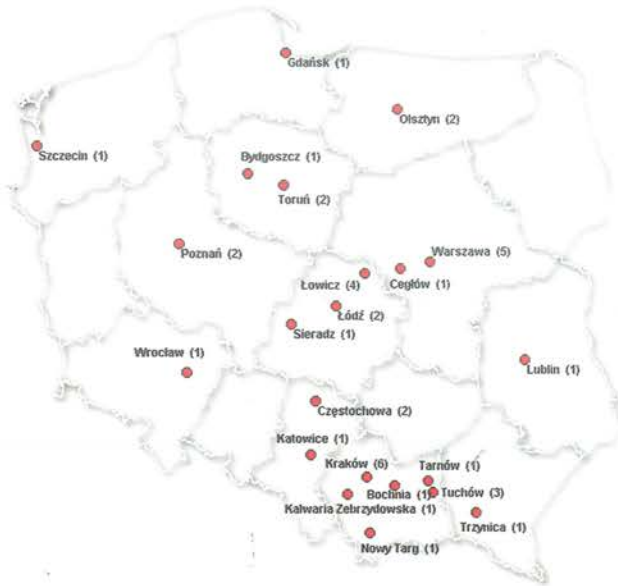 Gdańsk (1)
Olsztyn (2)
Szczecin (1)
Bydgoszcz (1)
Toruń (2)
Poznań (2)
Warszawa (5)
Łowicz (4)
Cegłów (1)
Łódź (2)
Sieradz (1)
Wrocław (1)
Lublin (1)
Częstochowa (2)
Katowice (1)
Kraków (6)
Tarnów (1)
Bochnia (1)
Tuchów (3)
Kalwaria Zebrzydowska (1)
Trzynica (1)
Nowy Targ (1)